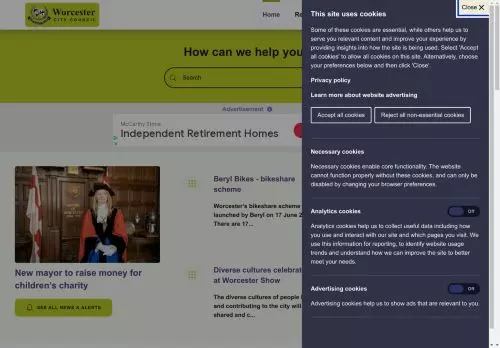 Worcester
CITY COUNCIL
Home
Re
How can we help you
Search
Advertisement
McCarthy Stone
Independent Retirement Homes
New mayor to raise money for
children's charity
SEE ALL NEWS & ALERTS
Beryl Bikes - bikeshare
scheme
Worcester's bikeshare
launched by Beryl on 17 June 2
There are 17...
Diverse cultures celebrat
at Worcester Show
The diverse cultures of people l
and contributing to the city will
shared and c...
Close
This site uses cookies
Some of these cookies are essential, while others help us to
serve you relevant content and improve your experience by
providing insights into how the site is being used. Select 'Accept
all cookies' to allow all cookies on this site. Alternatively, choose
your preferences below and then click 'Close'.
Privacy policy
Learn more about website advertising
Accept all cookies
Reject all non-essential cookies
Necessary cookies
Necessary cookies enable core functionality. The website
cannot function properly without these cookies, and can only be
disabled by changing your browser preferences.
Analytics cookies
Off
Analytics cookies help us to collect useful data including how
you use and interact with our site and which pages you visit. We
use this information for reporting, to identify website usage
trends and understand how we can improve the site to better
meet your needs.
Advertising cookies
Off
Advertising cookies help us to show ads that are relevant to you.